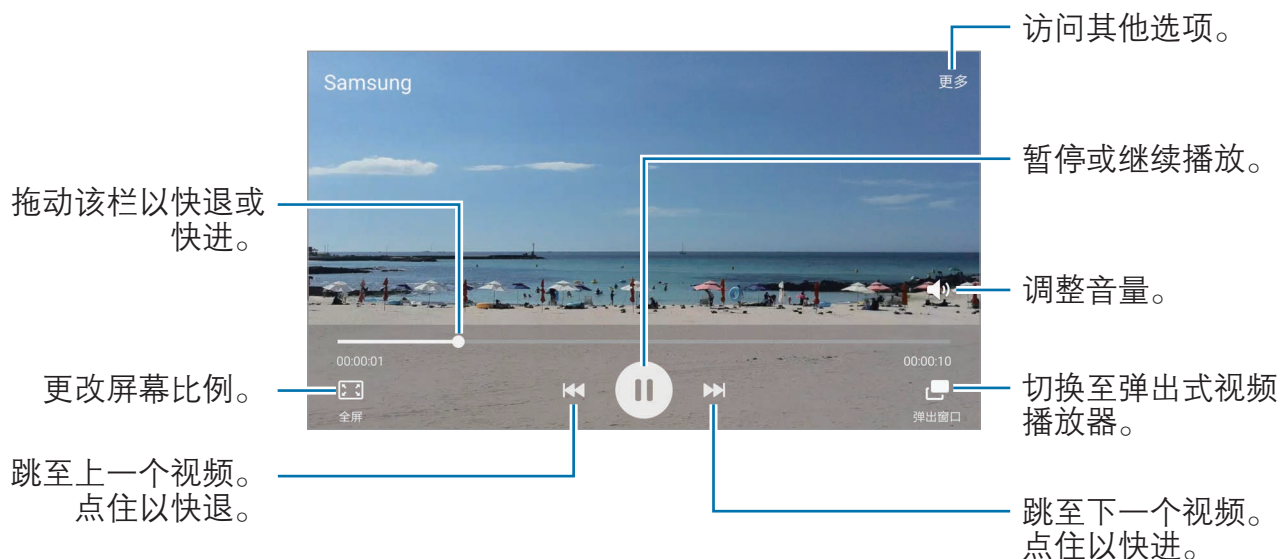 访问其他选项。
Samsung
更多
暂停或继续播放。
拖动该栏以快退或
快进。
调整音量。
00:00:01
00:00:10
更改屏幕比例。
全屏
弹出窗口
切换至弹出式视频
播放器。
跳至上一个视频。
点住以快退。
跳至下一个视频。
点住以快进。